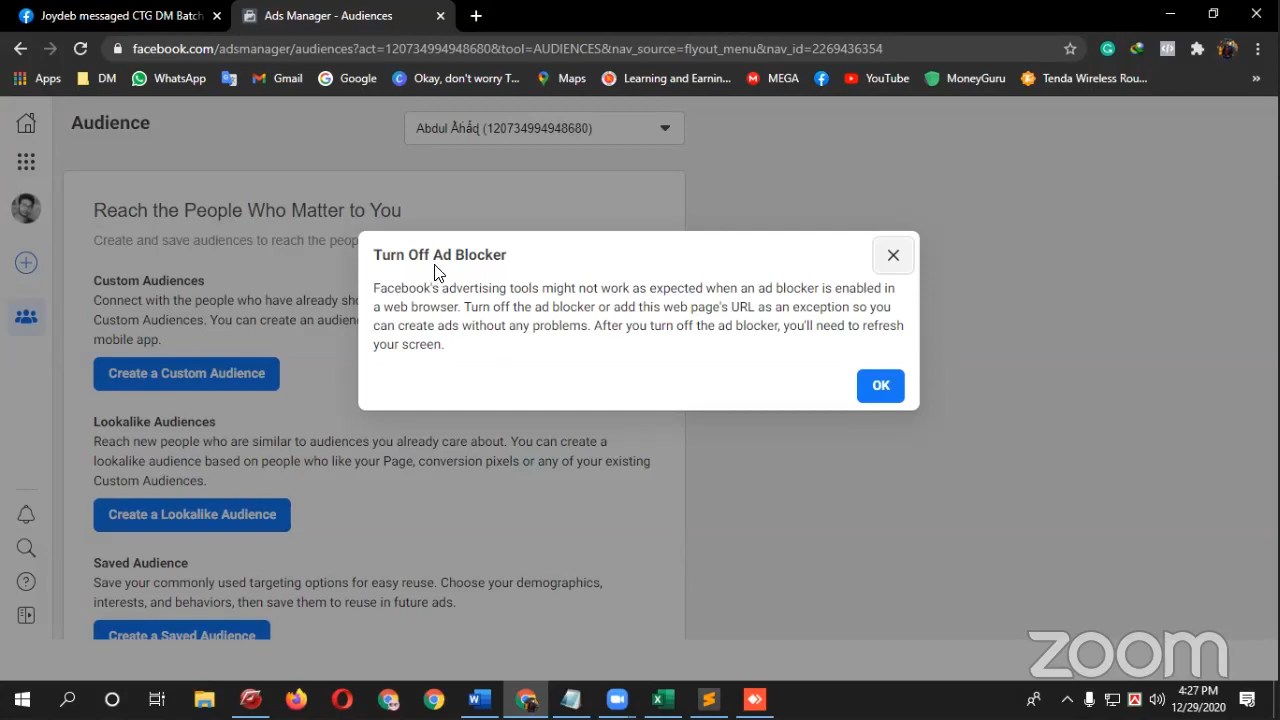 Joydeb messaged CTG DM Batch
Ads Manager - Audiences
facebook.com/adsmanager/audiences?act=120734994948680&tool=AUDIENCES&nav_source=flyout_menu&nav_id=2269436354
Apps
DM
WhatsApp
Gmail
Google
Okay, don't worry T...
Maps
Learning and Earnin...
MEGA
YouTube
MoneyGuru
Tenda Wireless Rou...
»
Audience
Abdul Åhåd (120734994948680)
Reach the People Who Matter to You
Create and save audiences to reach the peop
Custom Audiences
Connect with the people who have already sho
Custom Audiences. You can create an audien
mobile app.
Create a Custom Audience
Turn Off Ad Blocker
Facebook's advertising tools might not work as expected when an ad blocker is enabled in
a web browser. Turn off the ad blocker or add this web page's URL as an exception so you
can create ads without any problems. After you turn off the ad blocker, you'll need to refresh
your screen.
OK
Lookalike Audiences
Reach new people who are similar to audiences you already care about. You can create a
lookalike audience based on people who like your Page, conversion pixels or any of your existing
Custom Audiences.
Create a Lookalike Audience
Saved Audience
Save your commonly used targeting options for easy reuse. Choose your demographics,
interests, and behaviors, then save them to reuse in future ads.
Create a Saved Audience
zoom
4:27 PM
12/29/2020